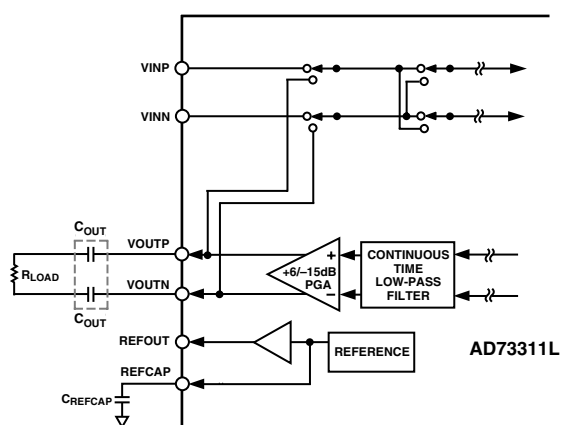 VINP
VINN
C_OUT
VOUTP
R_LOAD
VOUTN
C_OUT
+
+6/–15dB
PGA
–
CONTINUOUS
TIME
LOW-PASS
FILTER
REFOUT
REFERENCE
AD73311L
REFCAP
C_REFCAP